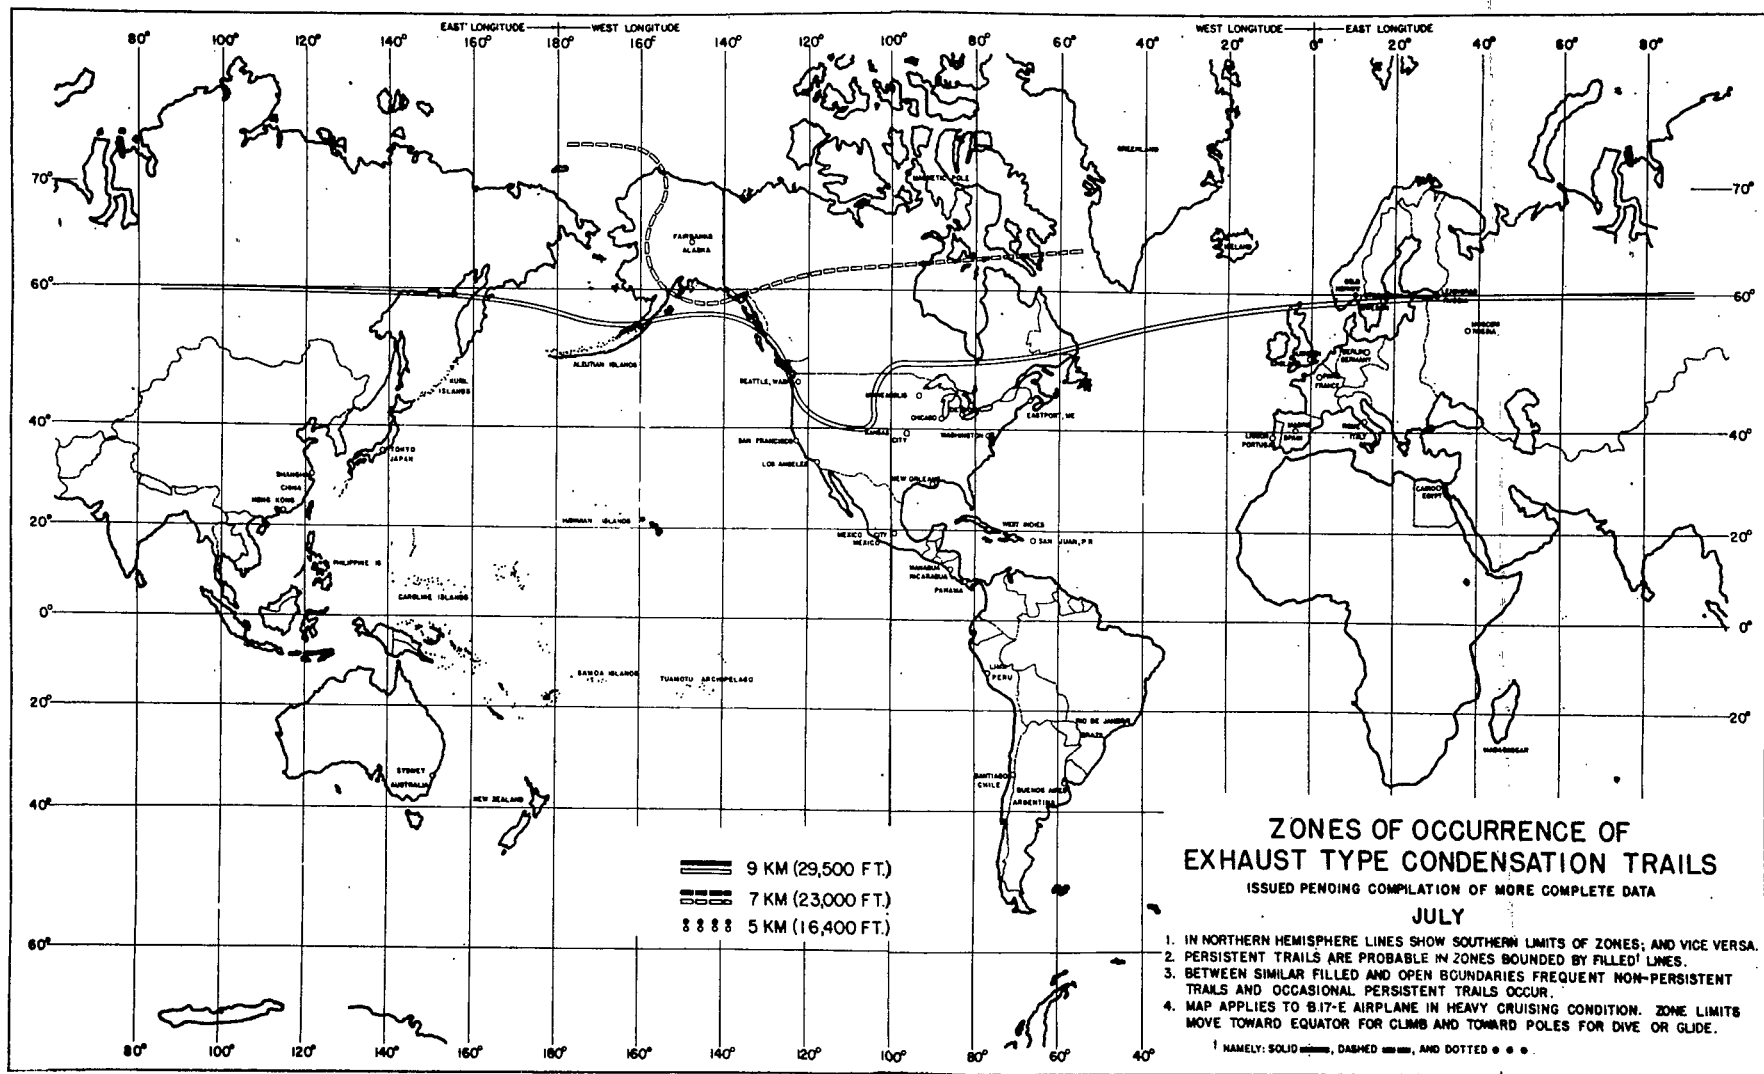 EAST LONGITUDE WEST LONGITUDE
WEST LONGITUDE EAST LONGITUDE
80° 100° 120° 140° 160° 180° 160° 140° 120° 100° 80° 60° 40° 20° 0° 20° 40° 60° 80°
GREENLAND
MAGNETIC POLE
70° 70°
FAIRBANKS
ALASKA
ICELAND
60° 60°
OSLO
NORWAY
LENINGRAD
RUSSIA
MOSCOW
RUSSIA
BERLIN
GERMANY
PARIS
FRANCE
ALEUTIAN ISLANDS
KURIL
ISLANDS
SEATTLE, WASH.
MINNEAPOLIS
CHICAGO
DETROIT
EASTPORT, ME
40° 40°
KANSAS
CITY
WASHINGTON
SAN FRANCISCO
LISBON
PORTUGAL
MADRID
SPAIN
ROME
ITALY
TOKYO
JAPAN
LOS ANGELES
SHANGHAI
CHINA
HONG KONG
NEW ORLEANS
CAIRO
EGYPT
20° 20°
HAWAIIAN ISLANDS
WEST INDIES
MEXICO CITY
MEXICO
SAN JUAN, P.R.
PHILIPPINE IS
MANAGUA
NICARAGUA
PANAMA
CAROLINE ISLANDS
0° 0°
SAMOA ISLANDS
TUAMOTU ARCHIPELAGO
LIMA
PERU
20° 20°
RIO DE JANEIRO
BRAZIL
MADAGASCAR
SYDNEY
AUSTRALIA
SANTIAGO
CHILE
BUENOS AIRES
ARGENTINA
NEW ZEALAND
40°
60°
9 KM (29,500 FT.)
7 KM (23,000 FT.)
5 KM (16,400 FT.)
ZONES OF OCCURRENCE OF
EXHAUST TYPE CONDENSATION TRAILS
ISSUED PENDING COMPILATION OF MORE COMPLETE DATA
JULY
1. IN NORTHERN HEMISPHERE LINES SHOW SOUTHERN LIMITS OF ZONES; AND VICE VERSA.
2. PERSISTENT TRAILS ARE PROBABLE IN ZONES BOUNDED BY FILLED¹ LINES.
3. BETWEEN SIMILAR FILLED AND OPEN BOUNDARIES FREQUENT NON-PERSISTENT
TRAILS AND OCCASIONAL PERSISTENT TRAILS OCCUR.
4. MAP APPLIES TO B.17-E AIRPLANE IN HEAVY CRUISING CONDITION. ZONE LIMITS
MOVE TOWARD EQUATOR FOR CLIMB AND TOWARD POLES FOR DIVE OR GLIDE.
¹ NAMELY: SOLID, DASHED, AND DOTTED
80° 100° 120° 140° 160° 180° 160° 140° 120° 100° 80° 60° 40°